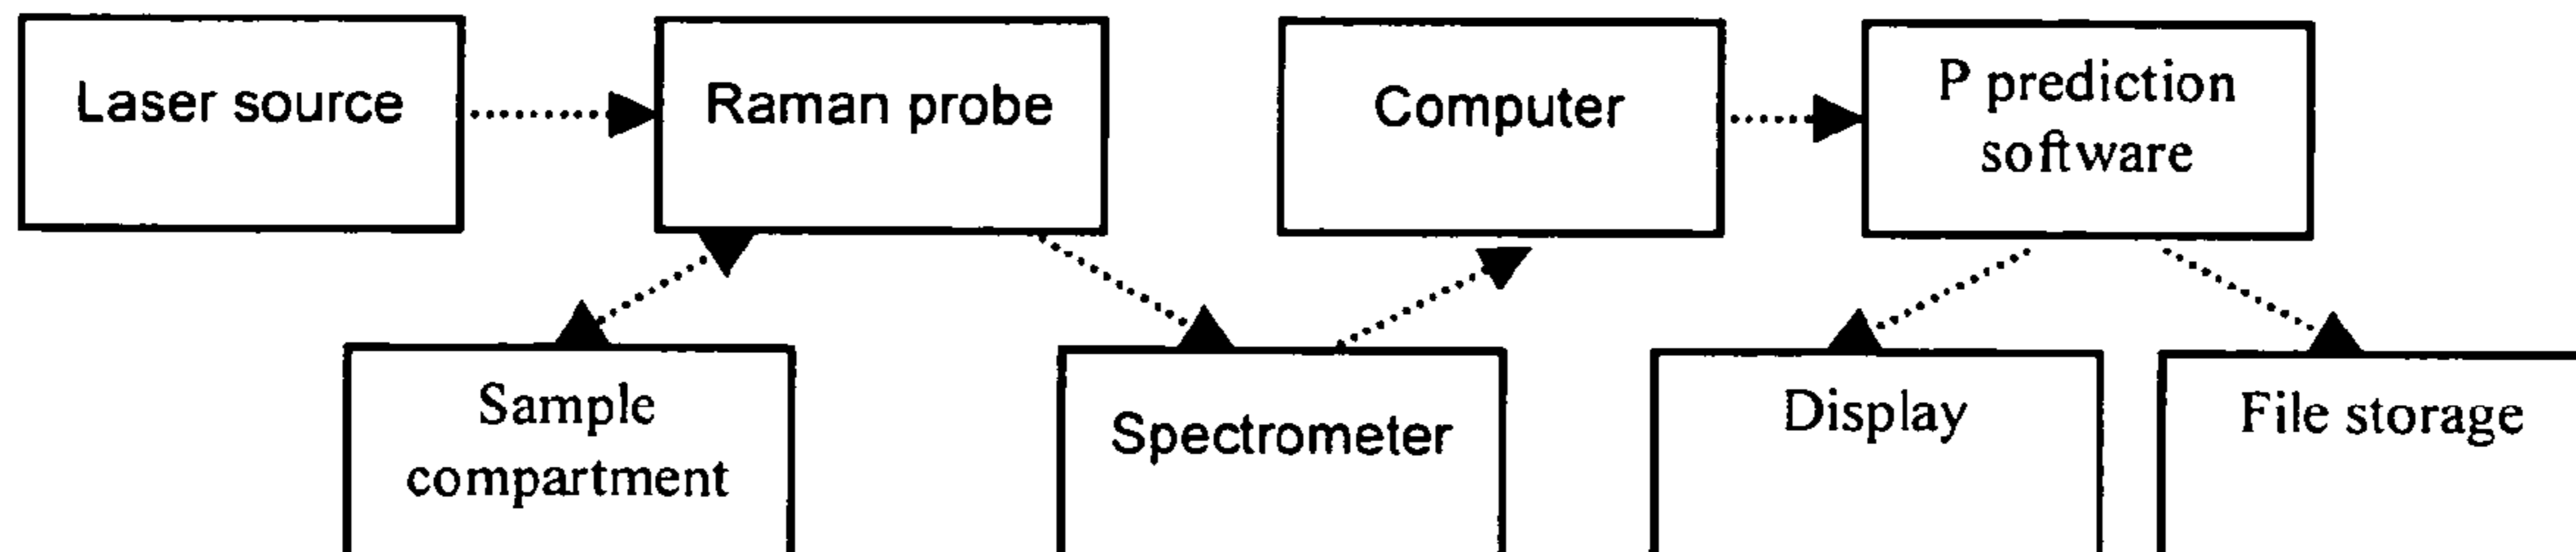 Laser source
Raman probe
Computer
P prediction
software
Sample
compartment
Spectrometer
Display
File storage